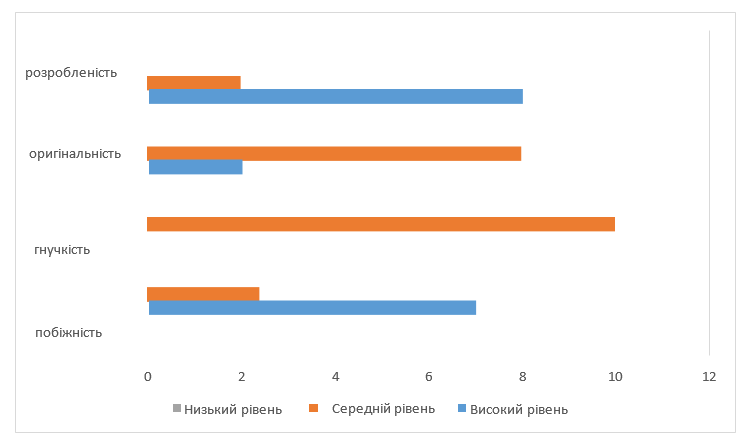 розробленість
оригінальність
гнучкість
побіжність
0 2 4 6 8 10 12
Низький рівень Середній рівень Високий рівень